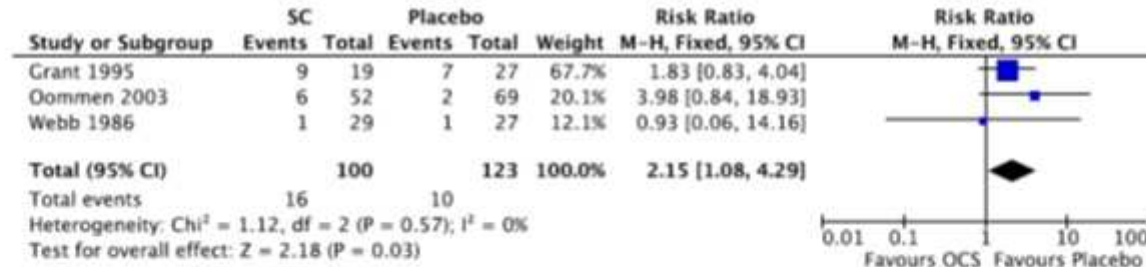 SC Placebo Risk Ratio Risk Ratio
Study or Subgroup Events Total Events Total Weight M-H, Fixed, 95% CI M-H, Fixed, 95% CI
Grant 1995 9 19 7 27 67.7% 1.83 [0.83, 4.04]
Oommen 2003 6 52 2 69 20.1% 3.98 [0.84, 18.93]
Webb 1986 1 29 1 27 12.1% 0.93 [0.06, 14.16]
Total (95% CI) 100 123 100.0% 2.15 [1.08, 4.29]
Total events 16 10
Heterogeneity: Chi² = 1.12, df = 2 (P = 0.57); I² = 0%
Test for overall effect: Z = 2.18 (P = 0.03)
0.01 0.1 1 10 100
Favours OCS Favours Placebo